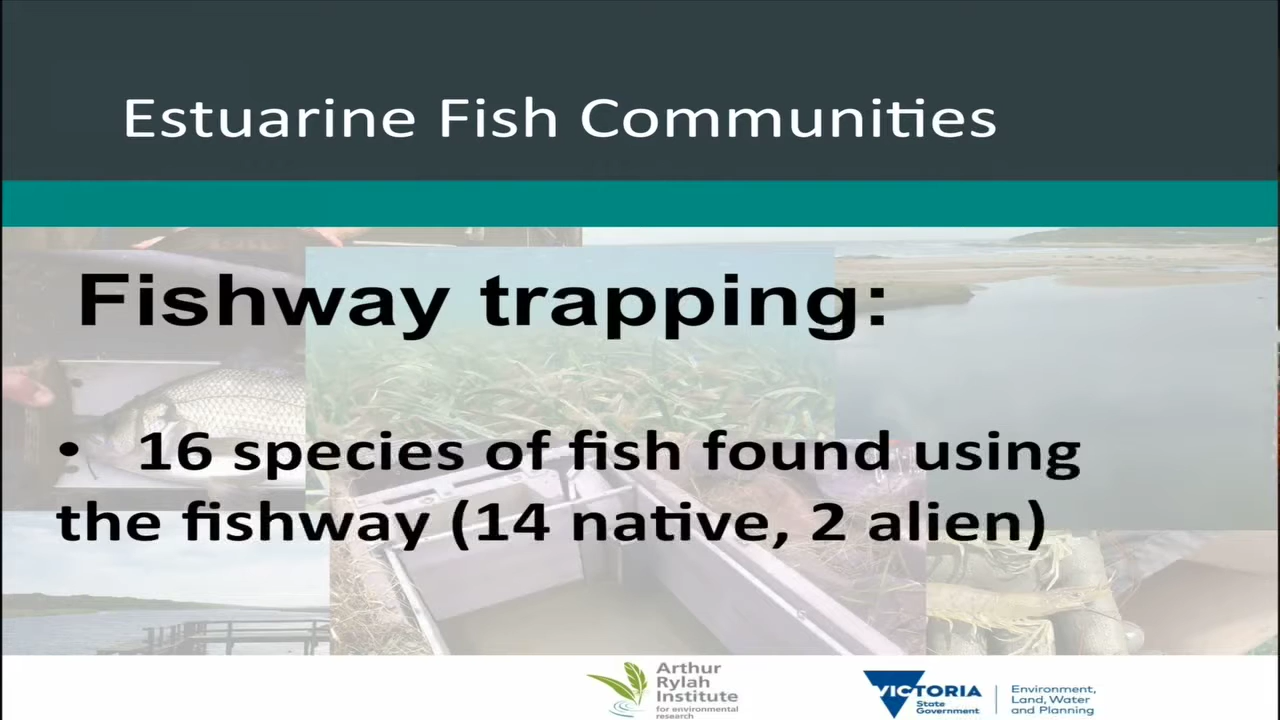 Estuarine Fish Communities
Fishway trapping:
• 16 species of fish found using
the fishway (14 native, 2 alien)
Arthur
Rylah
Institute
for environmental
research
VICTORIA
State
Government
Environment,
Land, Water
and Planning